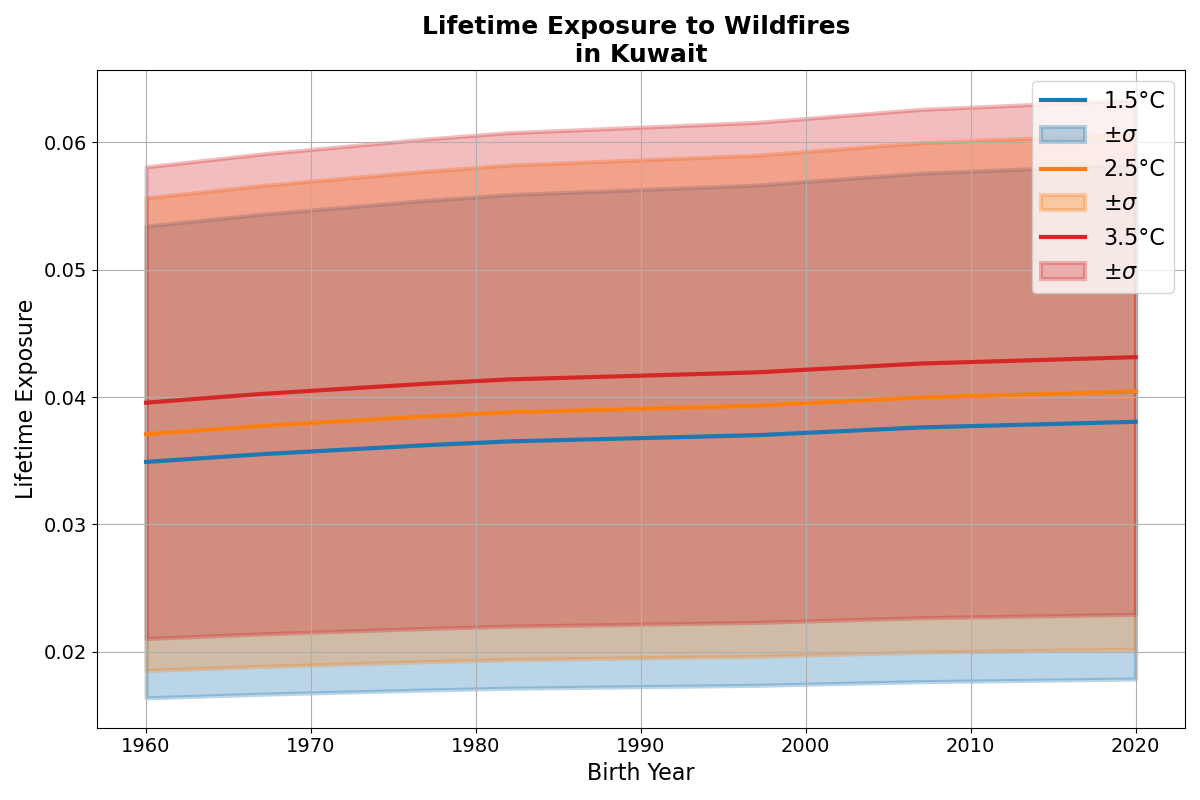 Lifetime Exposure to Wildfires
in Kuwait
Lifetime Exposure
0.06
0.05
0.04
0.03
0.02
1960 1970 1980 1990 2000 2010 2020
Birth Year
1.5°C
±σ
2.5°C
±σ
3.5°C
±σ